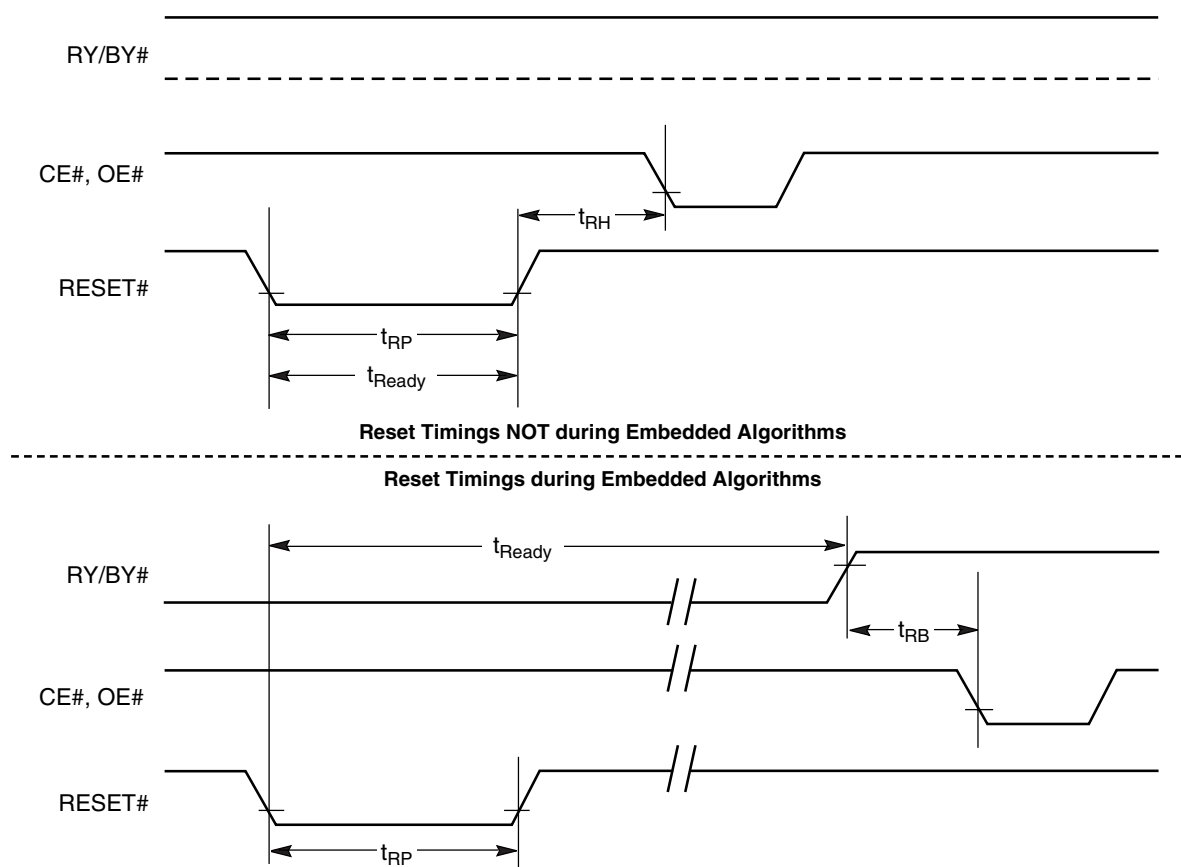 RY/BY#
CE#, OE#
tRH
RESET#
tRP
tReady
Reset Timings NOT during Embedded Algorithms
Reset Timings during Embedded Algorithms
tReady
RY/BY#
tRB
CE#, OE#
RESET#
tRP